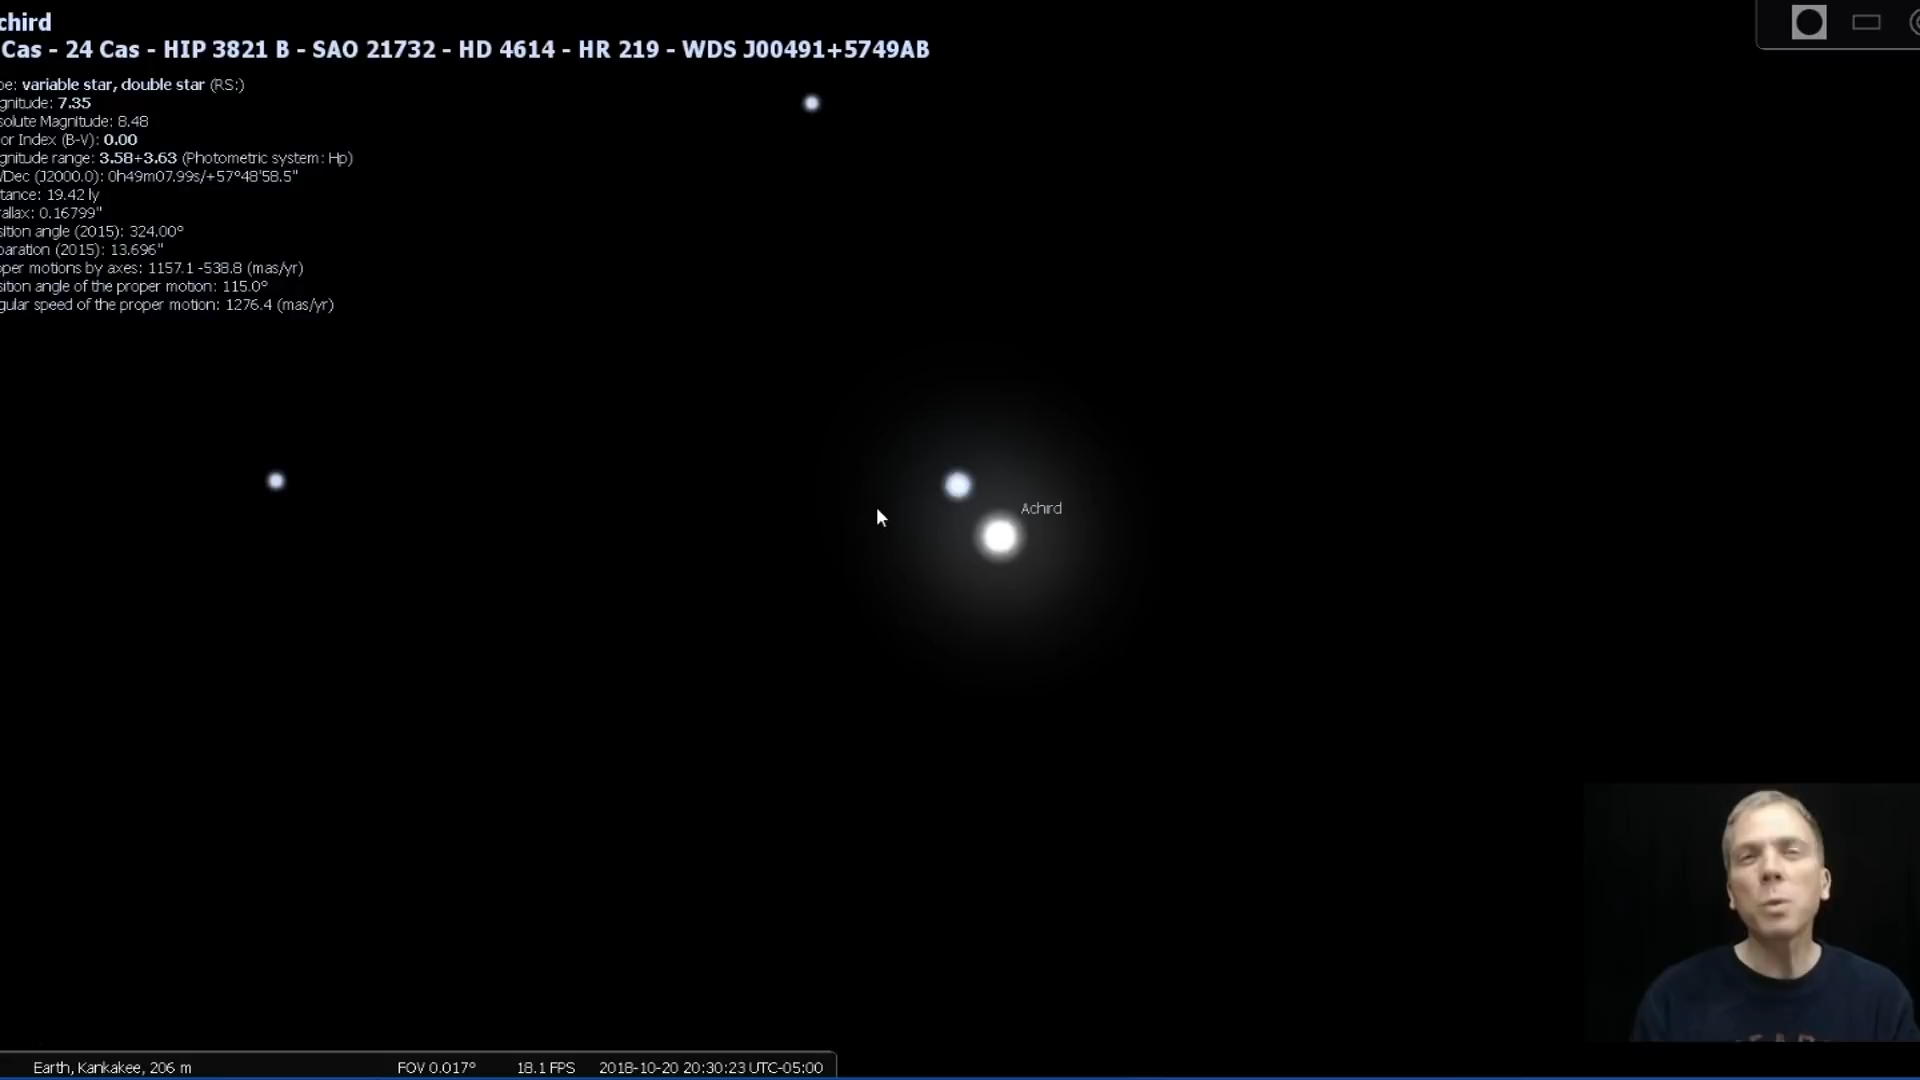 chird
Cas - 24 Cas - HIP 3821 B - SAO 21732 - HD 4614 - HR 219 - WDS J00491+5749AB
pe: variable star, double star (RS:)
gnitude: 7.35
solute Magnitude: 8.48
or Index (B-V): 0.00
gnitude range: 3.58÷3.63 (Photometric system: Hp)
/Dec (J2000.0): 0h49m07.99s/+57°48'58.5"
tance: 19.42 ly
rallax: 0.16799"
sition angle (2015): 324.00°
paration (2015): 13.696"
oper motions by axes: 1157.1 -538.8 (mas/yr)
sition angle of the proper motion: 115.0°
gular speed of the proper motion: 1276.4 (mas/yr)
Achird
Earth, Kankakee, 206 m FOV 0.017° 18.1 FPS 2018-10-20 20:30:23 UTC-05:00